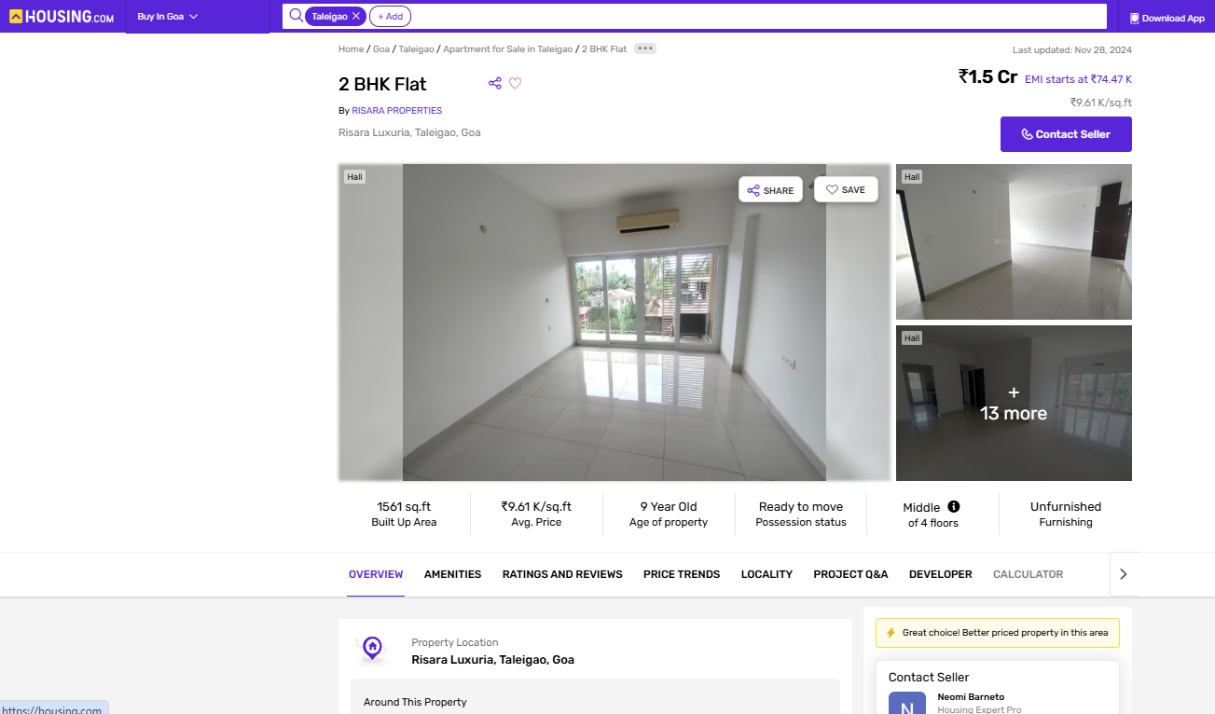 HOUSING.COM
Buy in Goa
Taleigao
+ Add
Download App
Home / Goa / Taleigao / Apartment for Sale in Taleigao / 2 BHK Flat
Last updated: Nov 28, 2024
2 BHK Flat
₹1.5 Cr EMI starts at ₹74.47 K
By RISARA PROPERTIES
₹9.61 K/sq.ft
Risara Luxuria, Taleigao, Goa
Contact Seller
Hall
SHARE
SAVE
Hall
Hall
+
13 more
1561 sq.ft
Built Up Area
₹9.61 K/sq.ft
Avg. Price
9 Year Old
Age of property
Ready to move
Possession status
Middle
of 4 floors
Unfurnished
Furnishing
OVERVIEW
AMENITIES
RATINGS AND REVIEWS
PRICE TRENDS
LOCALITY
PROJECT Q&A
DEVELOPER
CALCULATOR
Property Location
Risara Luxuria, Taleigao, Goa
Around This Property
Great choice! Better priced property in this area
Contact Seller
N
Neomi Barneto
Housing Expert Pro
https://housing.com